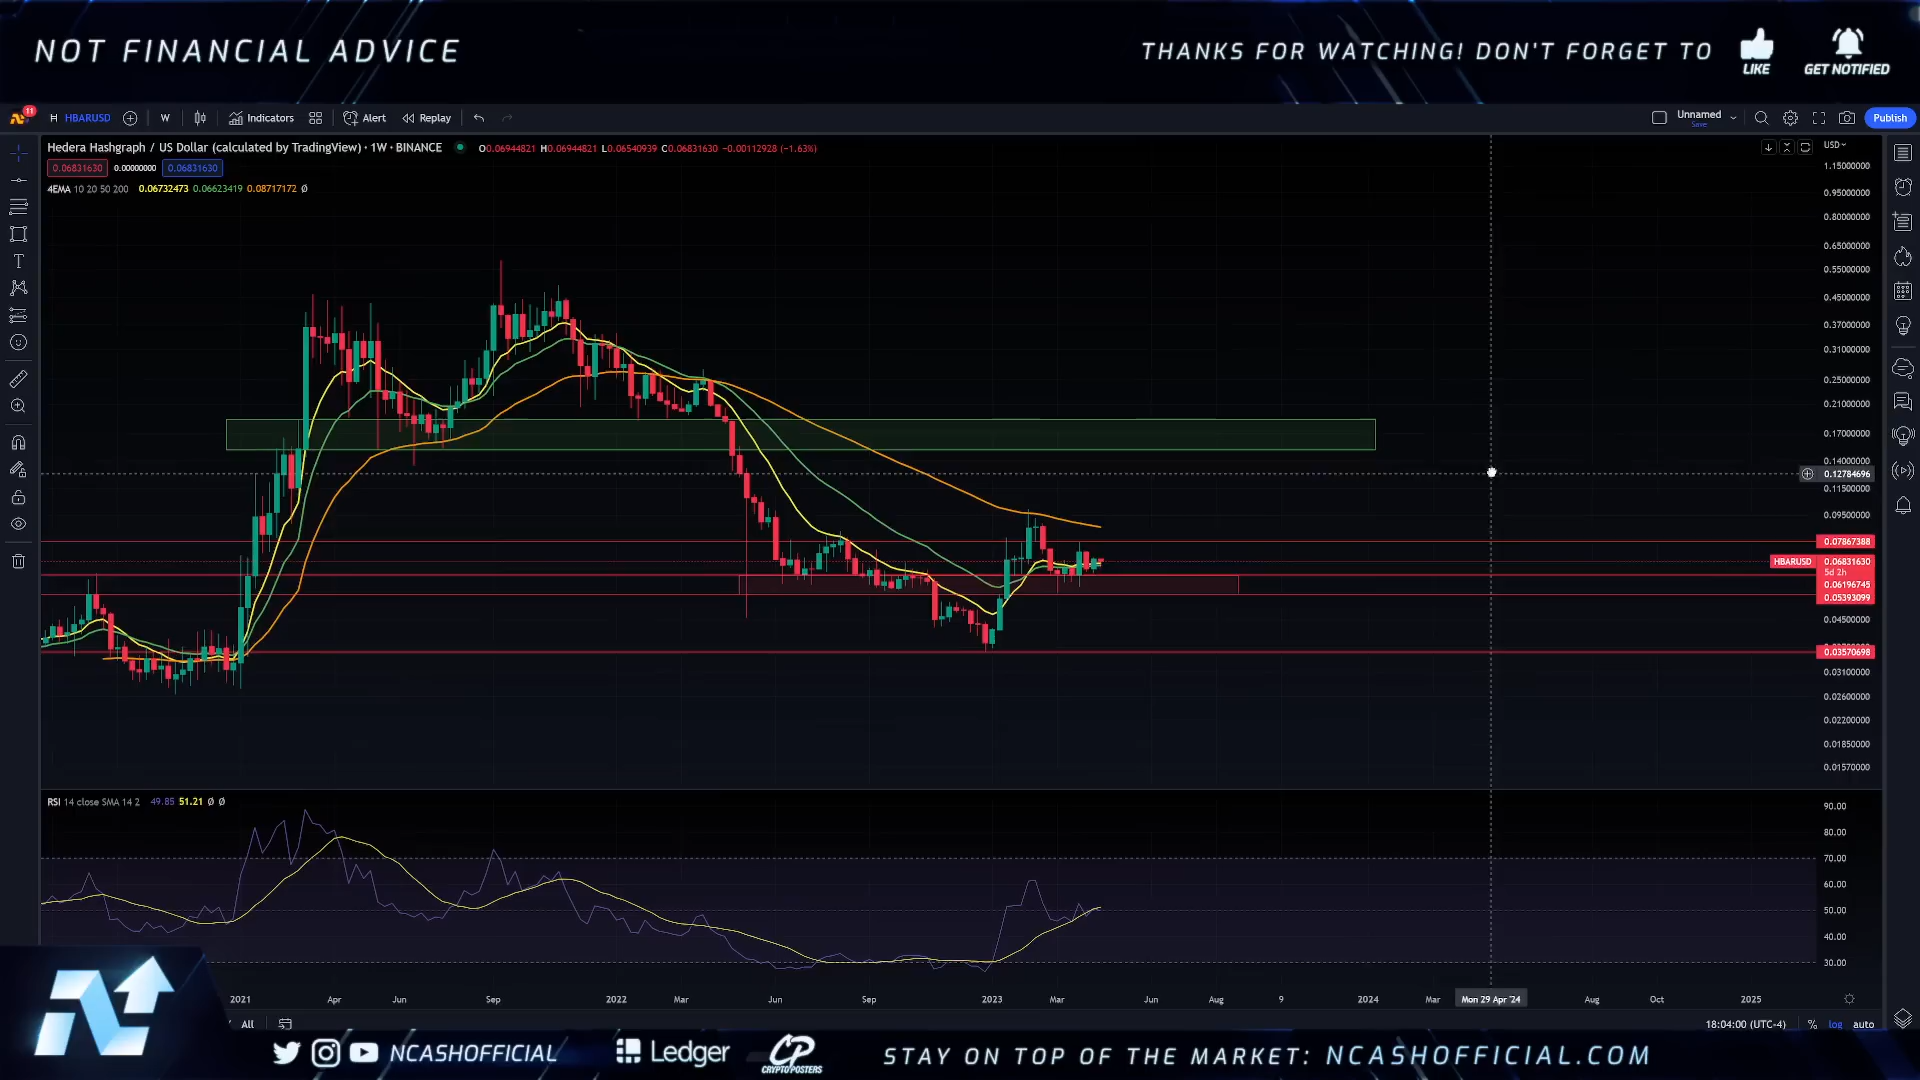 NOT FINANCIAL ADVICE
THANKS FOR WATCHING! DON'T FORGET TO
LIKE
GET NOTIFIED
11
H HBARUSD
W
Indicators
Alert
Replay
Unnamed
Save
Publish
Hedera Hashgraph / US Dollar (calculated by TradingView) · 1W · BINANCE
O0.06944821 H0.06944821 L0.06540939 C0.06831630 −0.00112928 (−1.63%)
USD
0.06831630 0.00000000 0.06831630
4EMA 10 20 50 200 0.06732473 0.06623419 0.08717172 Ø
1.15000000
0.95000000
0.80000000
0.65000000
0.55000000
0.45000000
0.37000000
0.31000000
0.25000000
0.21000000
0.17000000
0.14000000
0.12784696
0.11500000
0.09500000
0.07867388
HBARUSD 0.06831630
5d 2h
0.06196745
0.05393099
0.04500000
0.03570698
0.03100000
0.02600000
0.02200000
0.01850000
0.01570000
RSI 14 close SMA 14 2 49.85 51.21 Ø Ø
90.00
80.00
70.00
60.00
50.00
40.00
30.00
2021 Apr Jun Sep 2022 Mar Jun Sep 2023 Mar Jun Aug 9 2024 Mar Mon 29 Apr '24 Aug Oct 2025
All
18:04:00 (UTC-4) % log auto
NCASHOFFICIAL
Ledger
CP
CRYPTOPOSTERS
STAY ON TOP OF THE MARKET: NCASHOFFICIAL.COM